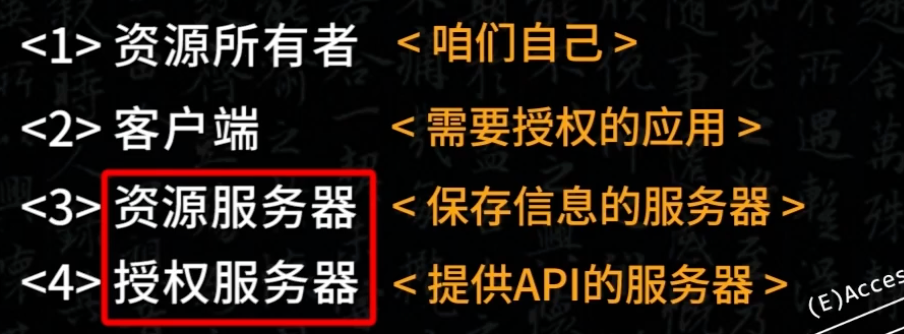 <1> 资源所有者 < 咱们自己 >
<2> 客户端 < 需要授权的应用 >
<3> 资源服务器 < 保存信息的服务器 >
<4> 授权服务器 < 提供API的服务器 >
(E)Acces